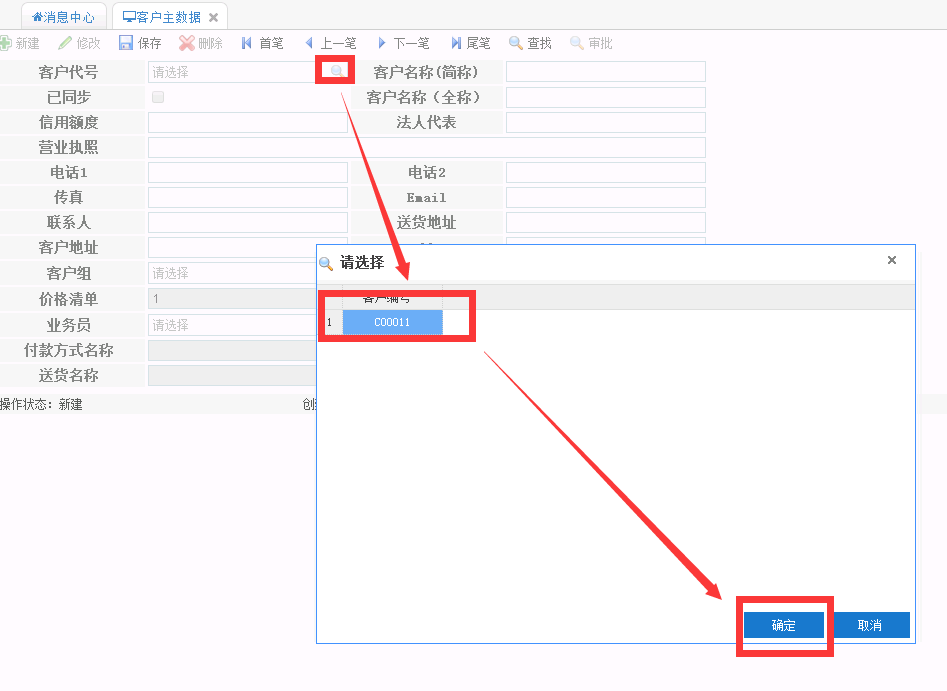 消息中心 客户主数据
新建 修改 保存 删除 首笔 上一笔 下一笔 尾笔 查找 审批
客户代号 请选择 客户名称(简称)
已同步 客户名称（全称）
信用额度 法人代表
营业执照
电话1 电话2
传真 Email
联系人 送货地址
客户地址
客户组 请选择
价格清单 1
业务员 请选择
付款方式名称
送货名称
操作状态：新建 创
请选择
客户编号
1 C00011
确定 取消